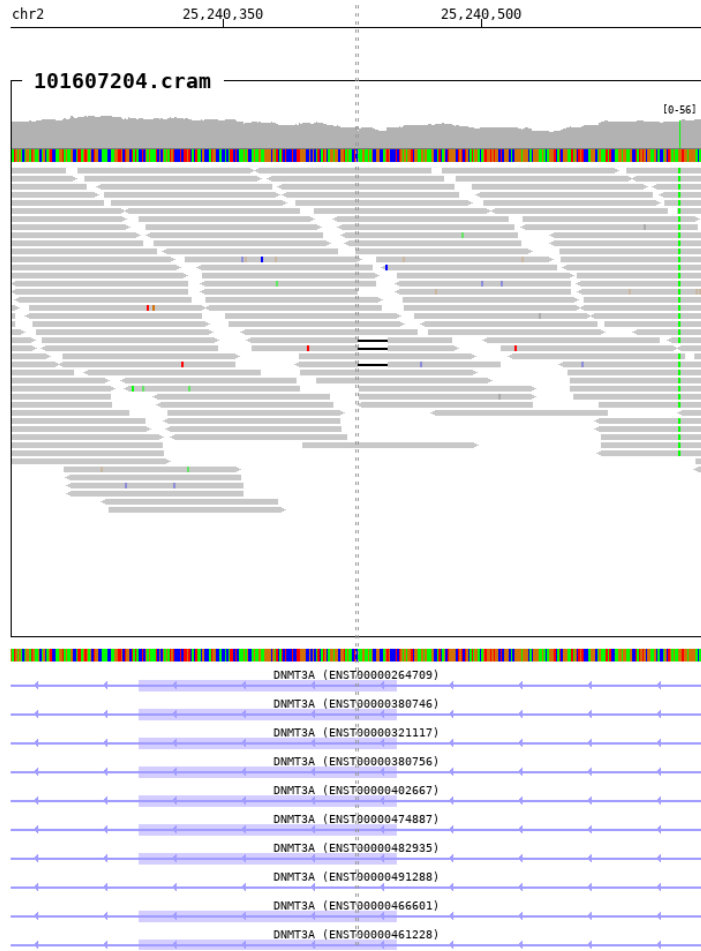 chr2 25,240,350 25,240,500
101607204.cram
[0-56]
DNMT3A (ENST00000264709)
DNMT3A (ENST00000380746)
DNMT3A (ENST00000321117)
DNMT3A (ENST00000380756)
DNMT3A (ENST00000402667)
DNMT3A (ENST00000474887)
DNMT3A (ENST00000482935)
DNMT3A (ENST00000491288)
DNMT3A (ENST00000466601)
DNMT3A (ENST00000461228)